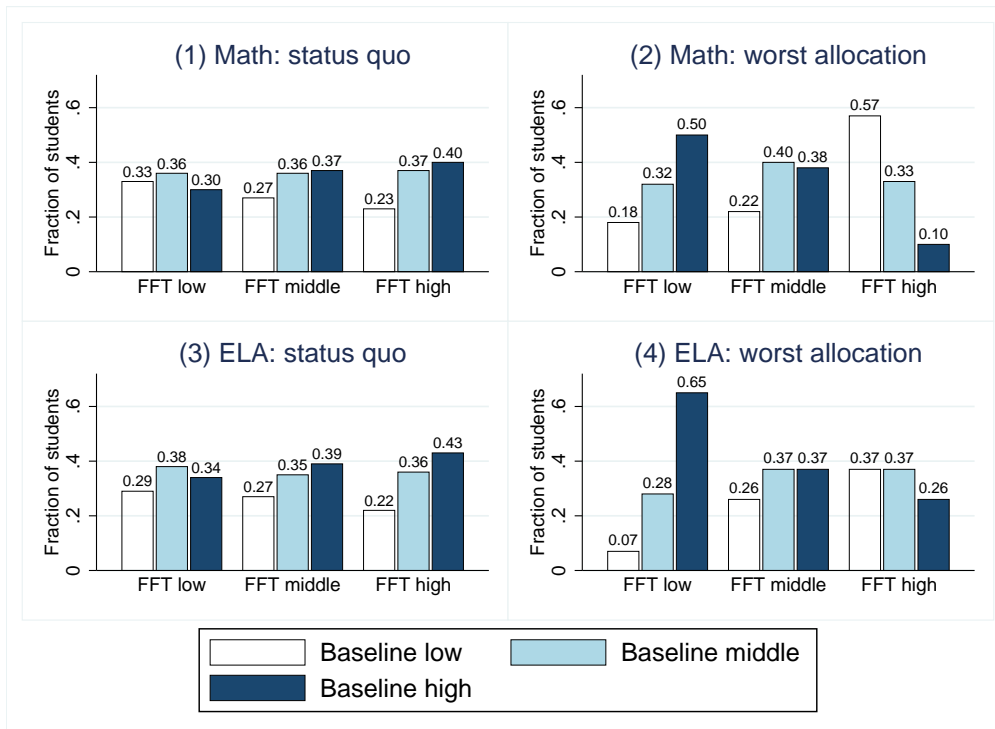 (1) Math: status quo
Fraction of students
0 .2 .4 .6
0.33 0.36 0.30 0.27 0.36 0.37 0.23 0.37 0.40
FFT low FFT middle FFT high
(2) Math: worst allocation
Fraction of students
0 .2 .4 .6
0.18 0.32 0.50 0.22 0.40 0.38 0.57 0.33 0.10
FFT low FFT middle FFT high
(3) ELA: status quo
Fraction of students
0 .2 .4 .6
0.29 0.38 0.34 0.27 0.35 0.39 0.22 0.36 0.43
FFT low FFT middle FFT high
(4) ELA: worst allocation
Fraction of students
0 .2 .4 .6
0.07 0.28 0.65 0.26 0.37 0.37 0.37 0.37 0.26
FFT low FFT middle FFT high
Baseline low Baseline middle
Baseline high